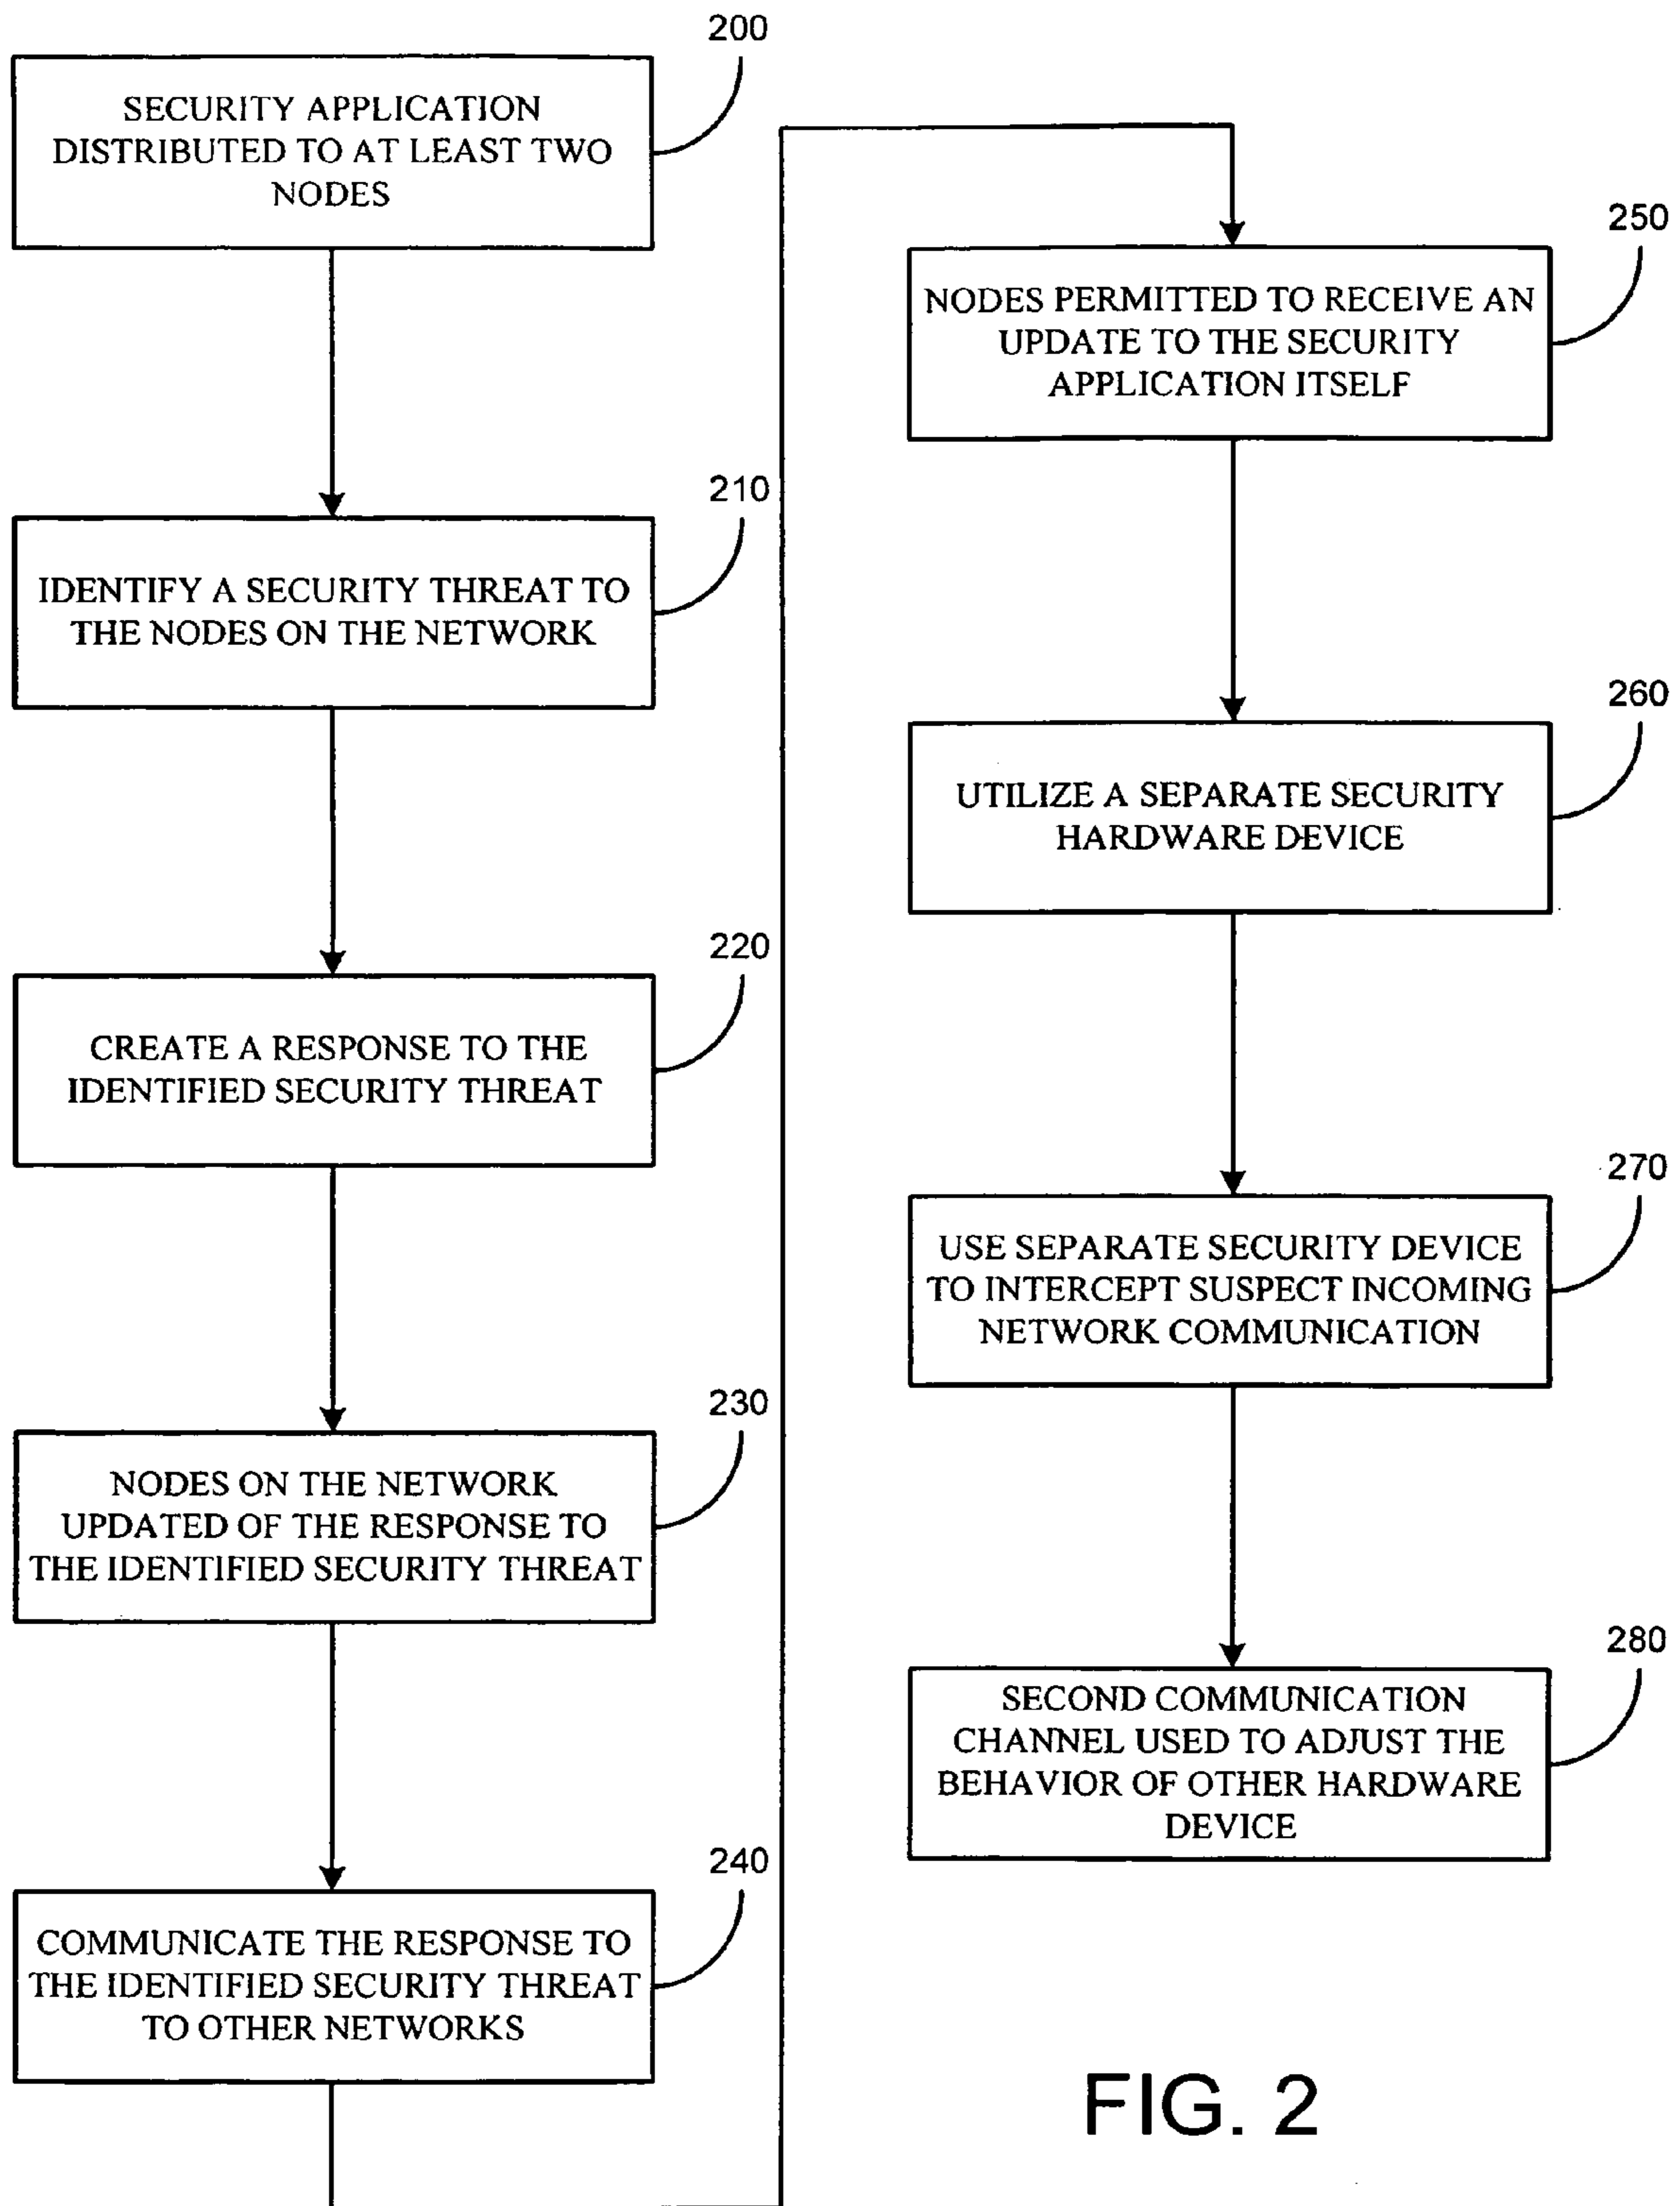 200
SECURITY APPLICATION
DISTRIBUTED TO AT LEAST TWO
NODES
210
IDENTIFY A SECURITY THREAT TO
THE NODES ON THE NETWORK
220
CREATE A RESPONSE TO THE
IDENTIFIED SECURITY THREAT
230
NODES ON THE NETWORK
UPDATED OF THE RESPONSE TO
THE IDENTIFIED SECURITY THREAT
240
COMMUNICATE THE RESPONSE TO
THE IDENTIFIED SECURITY THREAT
TO OTHER NETWORKS
250
NODES PERMITTED TO RECEIVE AN
UPDATE TO THE SECURITY
APPLICATION ITSELF
260
UTILIZE A SEPARATE SECURITY
HARDWARE DEVICE
270
USE SEPARATE SECURITY DEVICE
TO INTERCEPT SUSPECT INCOMING
NETWORK COMMUNICATION
280
SECOND COMMUNICATION
CHANNEL USED TO ADJUST THE
BEHAVIOR OF OTHER HARDWARE
DEVICE
FIG. 2